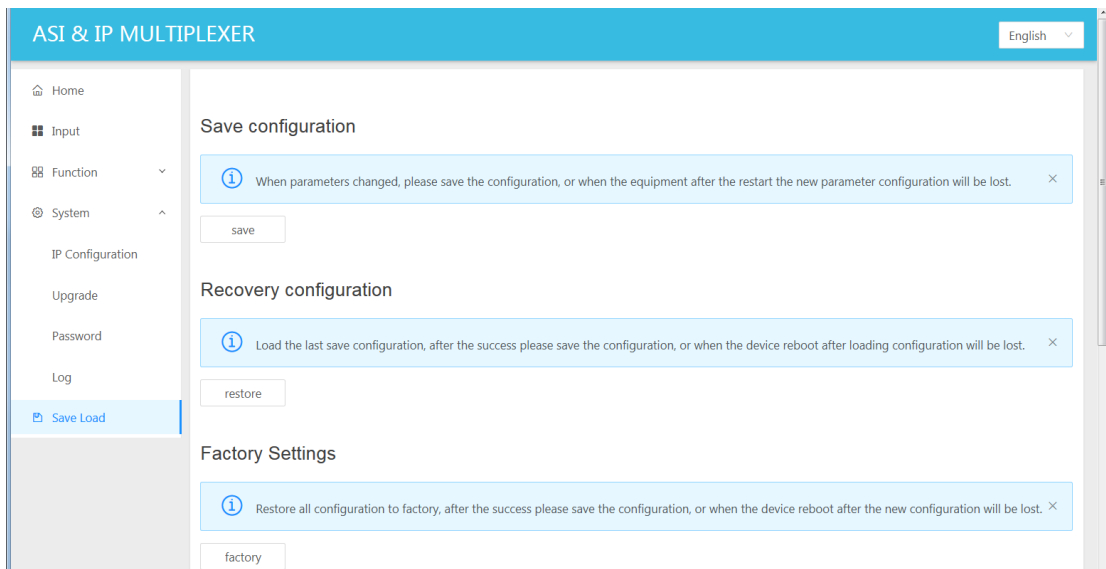 ASI & IP MULTIPLEXER
English
Home
Input
Function
System
IP Configuration
Upgrade
Password
Log
Save Load
Save configuration
When parameters changed, please save the configuration, or when the equipment after the restart the new parameter configuration will be lost.
save
Recovery configuration
Load the last save configuration, after the success please save the configuration, or when the device reboot after loading configuration will be lost.
restore
Factory Settings
Restore all configuration to factory, after the success please save the configuration, or when the device reboot after the new configuration will be lost.
factory